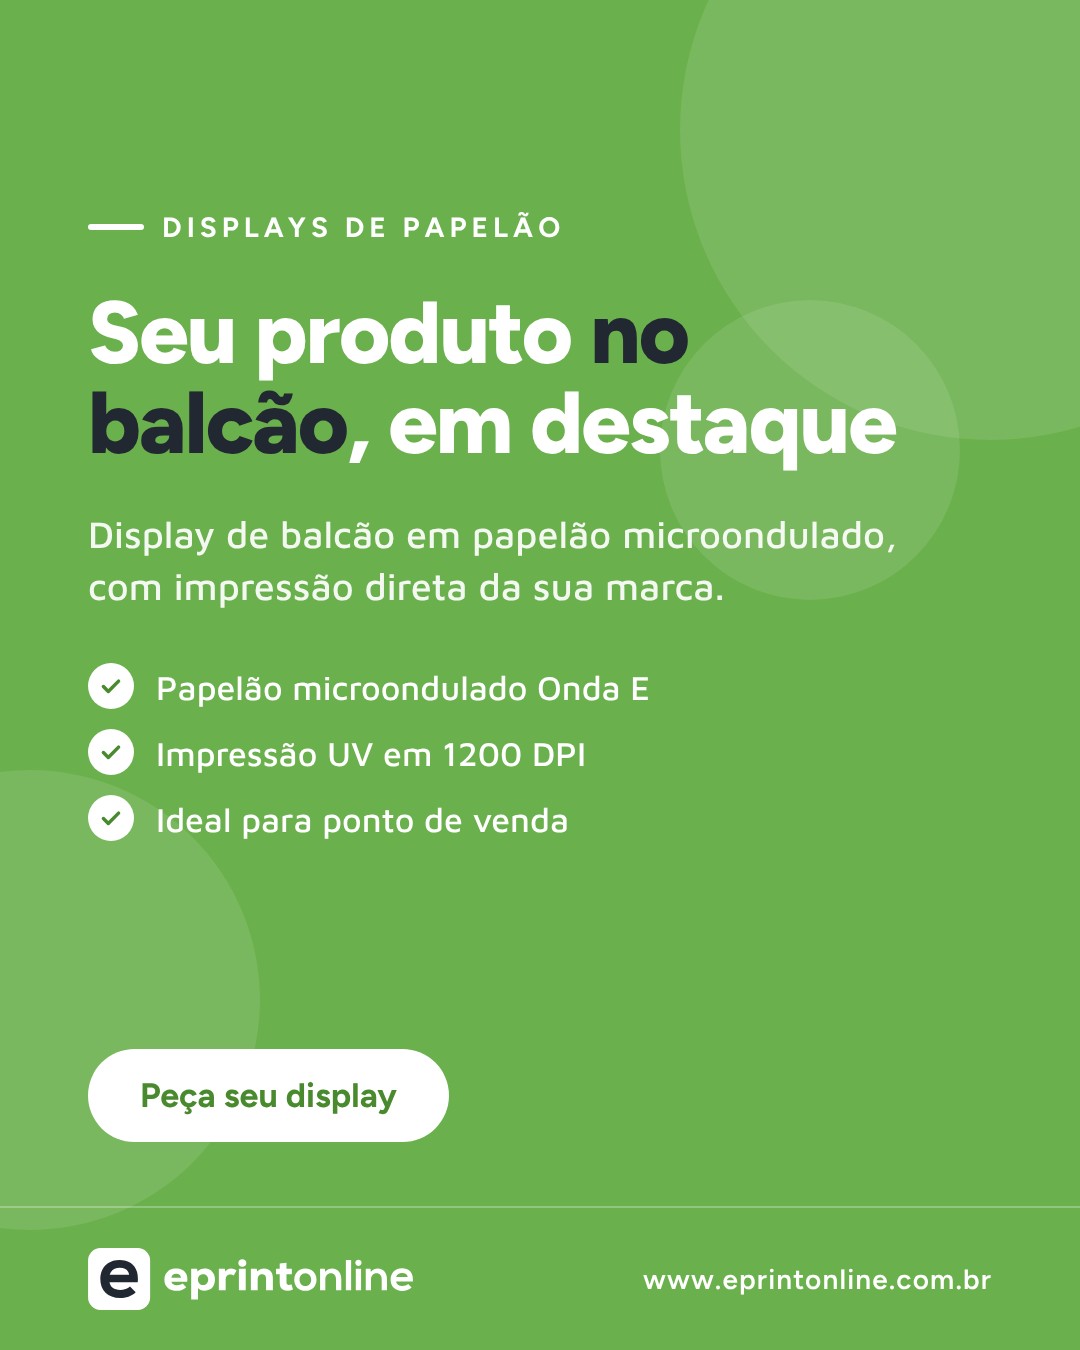 DISPLAYS DE PAPELÃO
Seu produto no
balcão, em destaque
Display de balcão em papelão microondulado,
com impressão direta da sua marca.
Papelão microondulado Onda E
Impressão UV em 1200 DPI
Ideal para ponto de venda
Peça seu display
e eprintonline
www.eprintonline.com.br